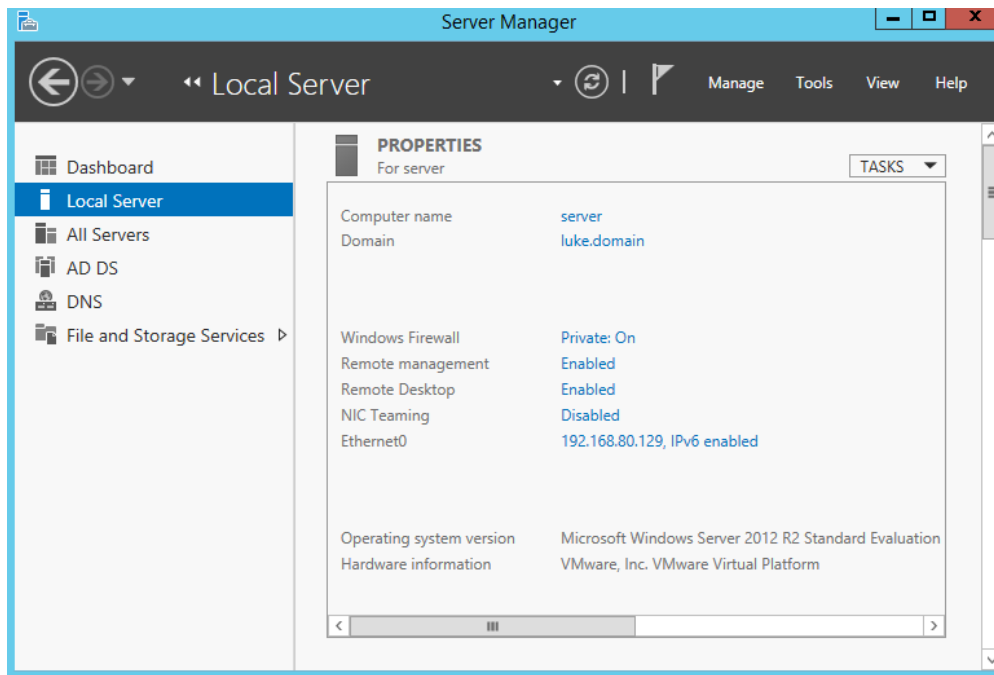 Server Manager
Local Server
Manage Tools View Help
Dashboard
Local Server
All Servers
AD DS
DNS
File and Storage Services
PROPERTIES
For server
TASKS
Computer name server
Domain luke.domain
Windows Firewall Private: On
Remote management Enabled
Remote Desktop Enabled
NIC Teaming Disabled
Ethernet0 192.168.80.129, IPv6 enabled
Operating system version Microsoft Windows Server 2012 R2 Standard Evaluation
Hardware information VMware, Inc. VMware Virtual Platform